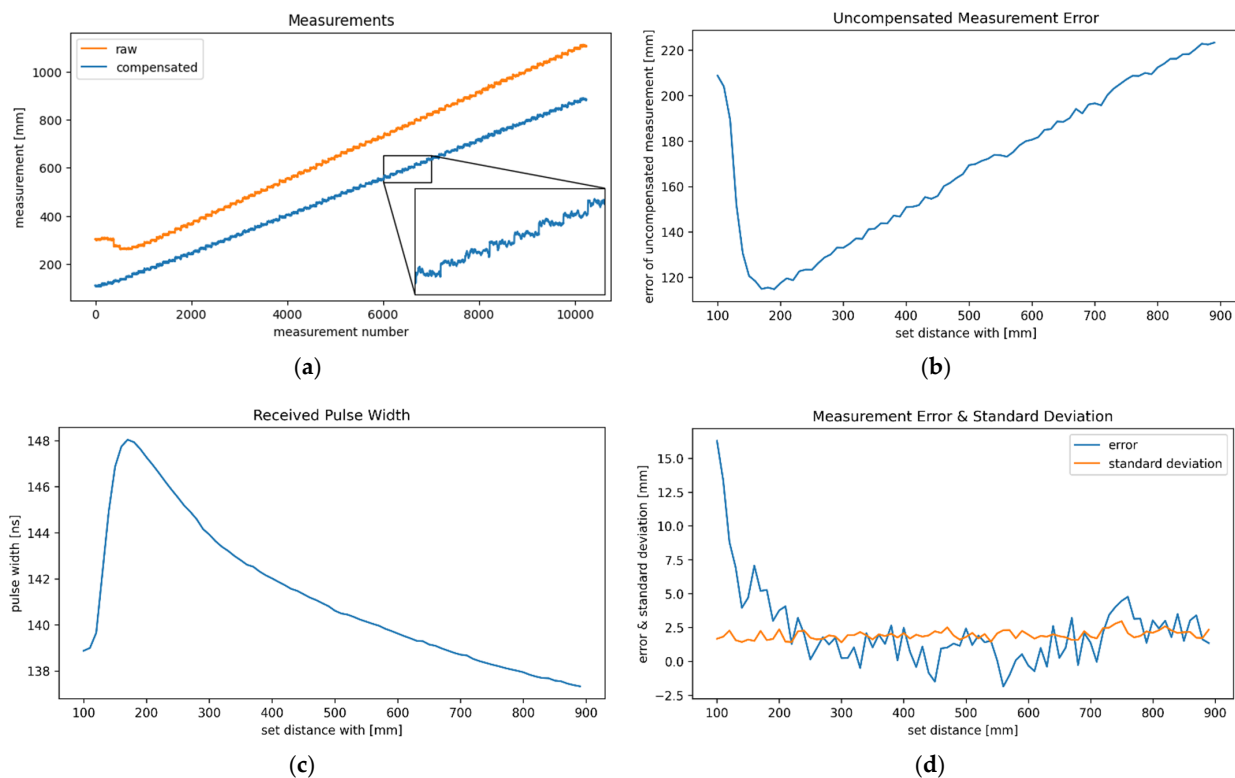 Measurements
raw
compensated
measurement [mm]
1000
800
600
400
200
0 2000 4000 6000 8000 10000
measurement number
(a)
Uncompensated Measurement Error
error of uncompensated measurement [mm]
220
200
180
160
140
120
100 200 300 400 500 600 700 800 900
set distance with [mm]
(b)
Received Pulse Width
pulse width [ns]
148
146
144
142
140
138
100 200 300 400 500 600 700 800 900
set distance with [mm]
(c)
Measurement Error & Standard Deviation
error
standard deviation
error & standard deviation [mm]
15.0
12.5
10.0
7.5
5.0
2.5
0.0
−2.5
100 200 300 400 500 600 700 800 900
set distance [mm]
(d)